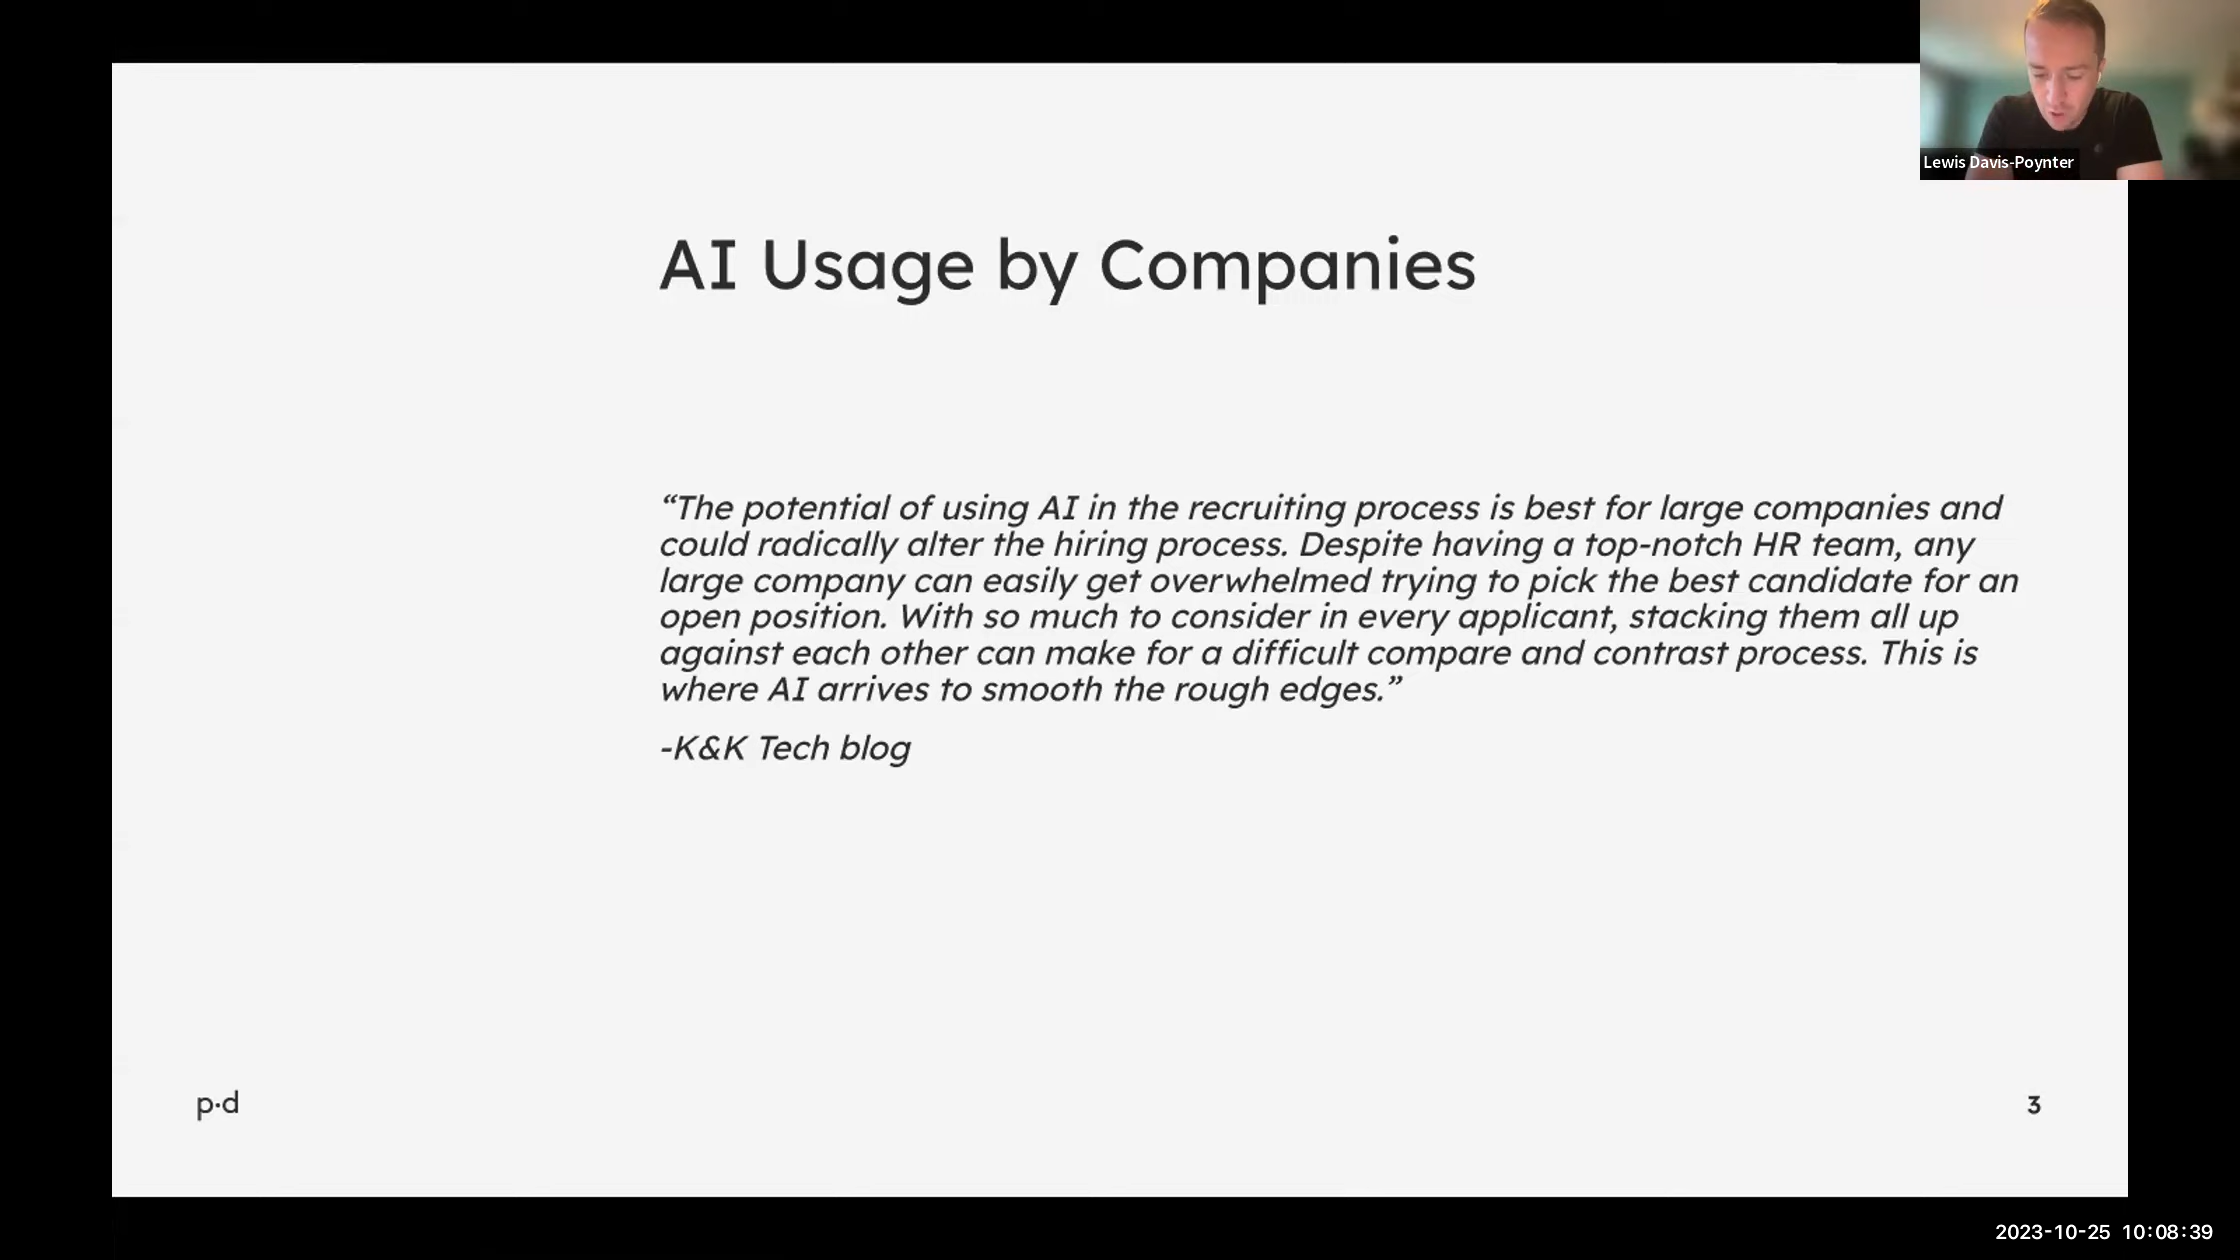 Lewis Davis-Poynter
AI Usage by Companies
“The potential of using AI in the recruiting process is best for large companies and
could radically alter the hiring process. Despite having a top-notch HR team, any
large company can easily get overwhelmed trying to pick the best candidate for an
open position. With so much to consider in every applicant, stacking them all up
against each other can make for a difficult compare and contrast process. This is
where AI arrives to smooth the rough edges.”
-K&K Tech blog
p·d
3
2023-10-25 10:08:39